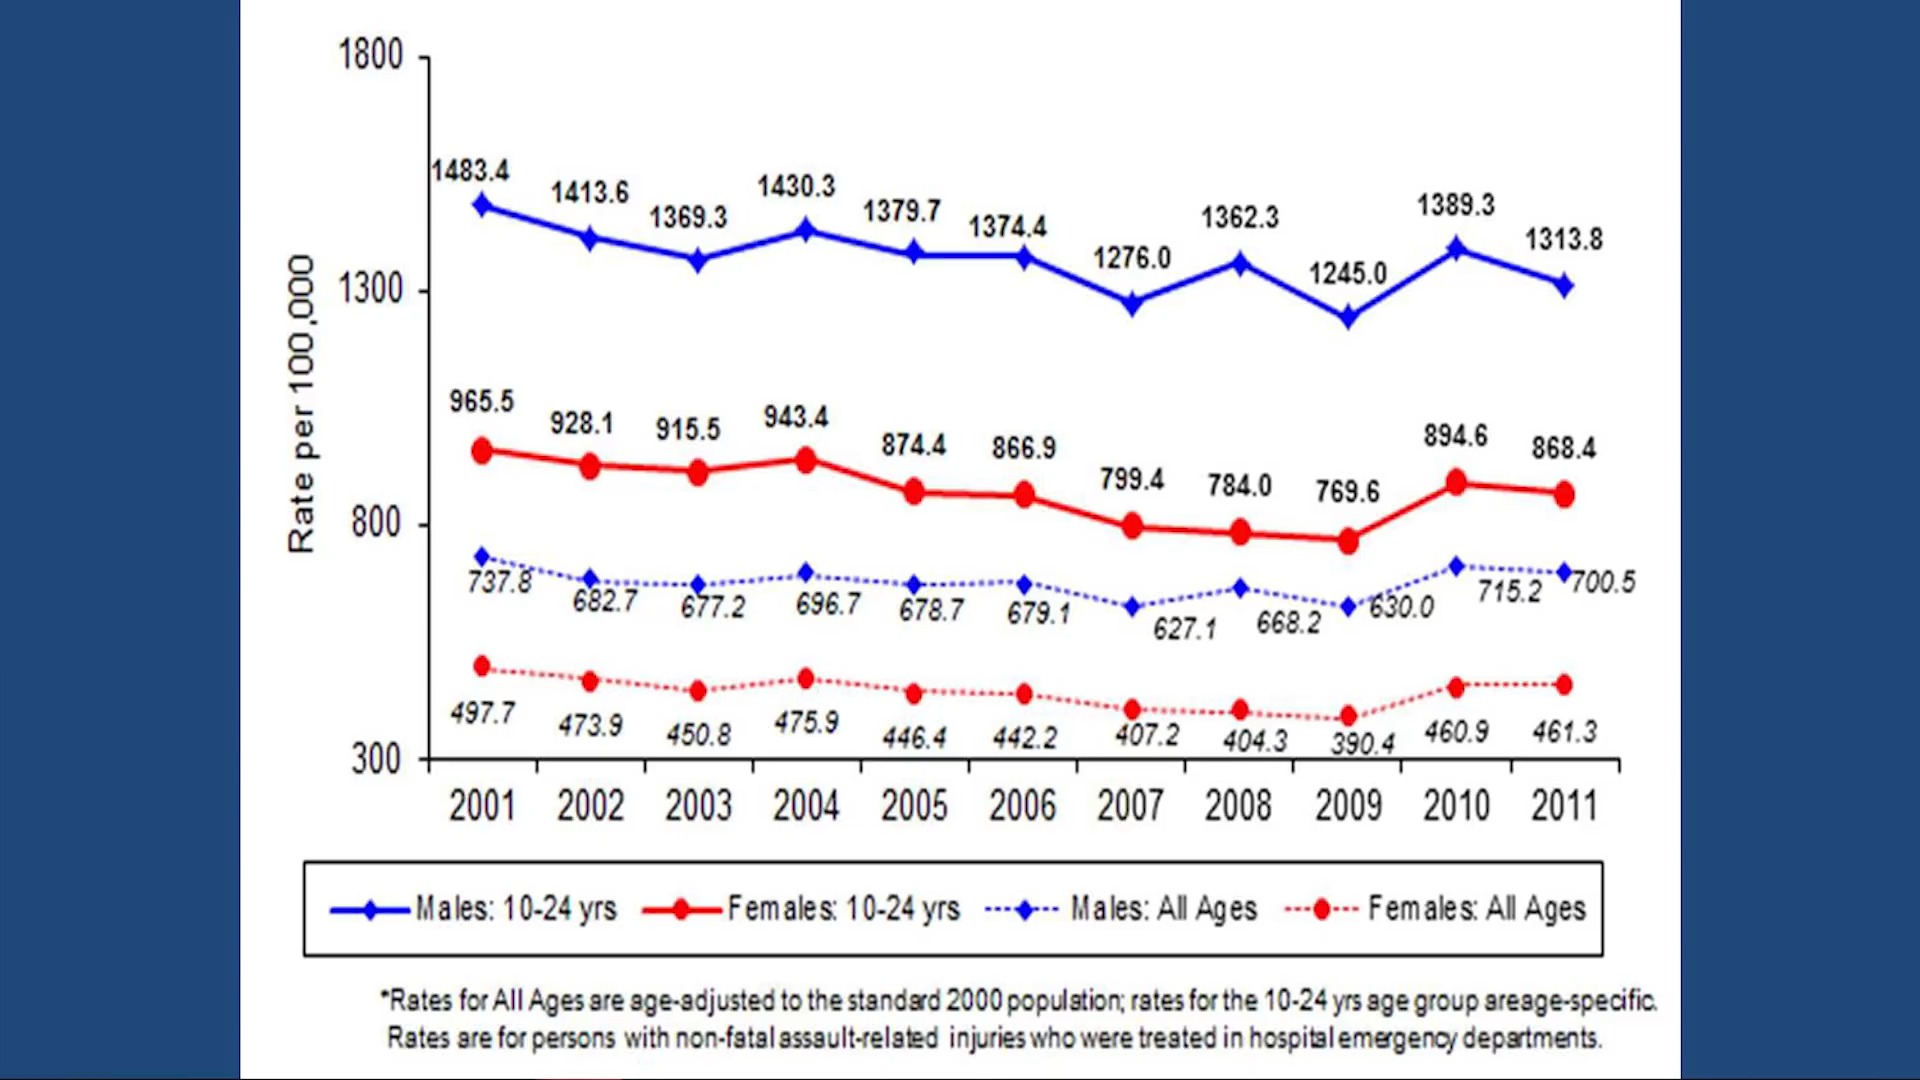 1800
1300
800
300
Rate per 100,000
1483.4 1413.6 1369.3 1430.3 1379.7 1374.4 1276.0 1362.3 1245.0 1389.3 1313.8
965.5 928.1 915.5 943.4 874.4 866.9 799.4 784.0 769.6 894.6 868.4
737.8 682.7 677.2 696.7 678.7 679.1 627.1 668.2 630.0 715.2 700.5
497.7 473.9 450.8 475.9 446.4 442.2 407.2 404.3 390.4 460.9 461.3
2001 2002 2003 2004 2005 2006 2007 2008 2009 2010 2011
Males: 10-24 yrs Females: 10-24 yrs Males: All Ages Females: All Ages
*Rates for All Ages are age-adjusted to the standard 2000 population; rates for the 10-24 yrs age group areage-specific.
Rates are for persons with non-fatal assault-related injuries who were treated in hospital emergency departments.